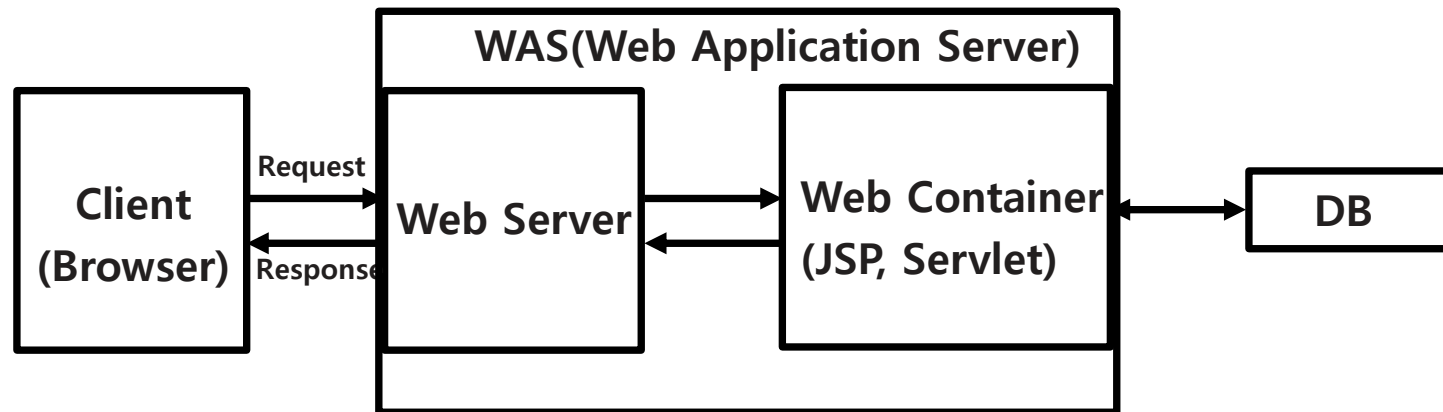 WAS(Web Application Server)
Client
(Browser)
Request
Response
Web Server
Web Container
(JSP, Servlet)
DB